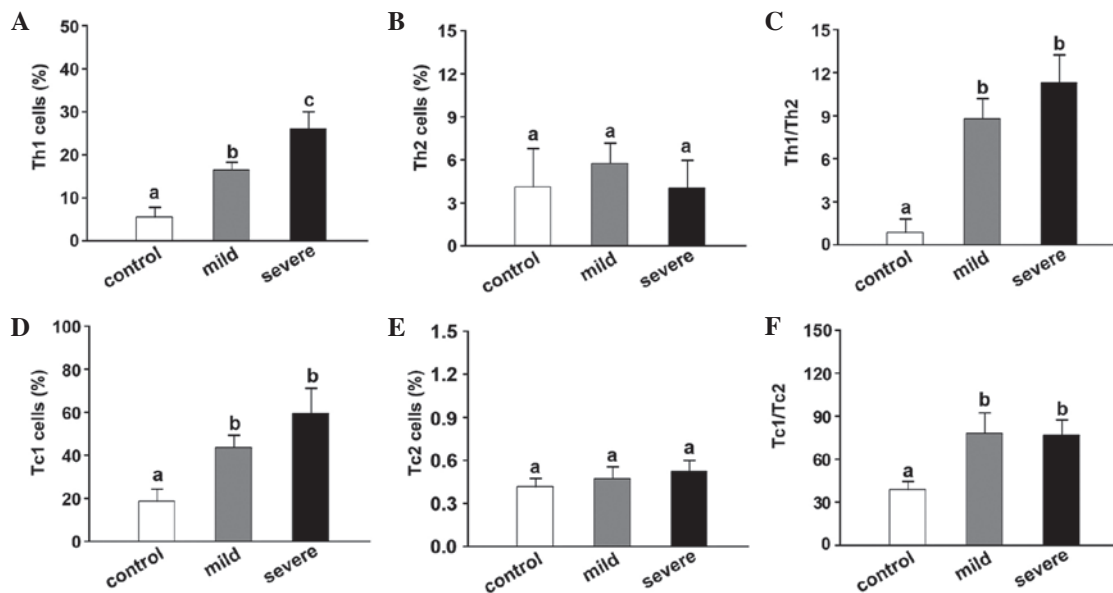 A
Th1 cells (%)
50
40
30
20
10
0
a
b
c
control
mild
severe
B
Th2 cells (%)
15
12
9
6
3
0
a
a
a
control
mild
severe
C
Th1/Th2
15
12
9
6
3
0
a
b
b
control
mild
severe
D
Tc1 cells (%)
100
80
60
40
20
0
a
b
b
control
mild
severe
E
Tc2 cells (%)
1.5
1.2
0.9
0.6
0.3
0.0
a
a
a
control
mild
severe
F
Tc1/Tc2
150
120
90
60
30
0
a
b
b
control
mild
severe